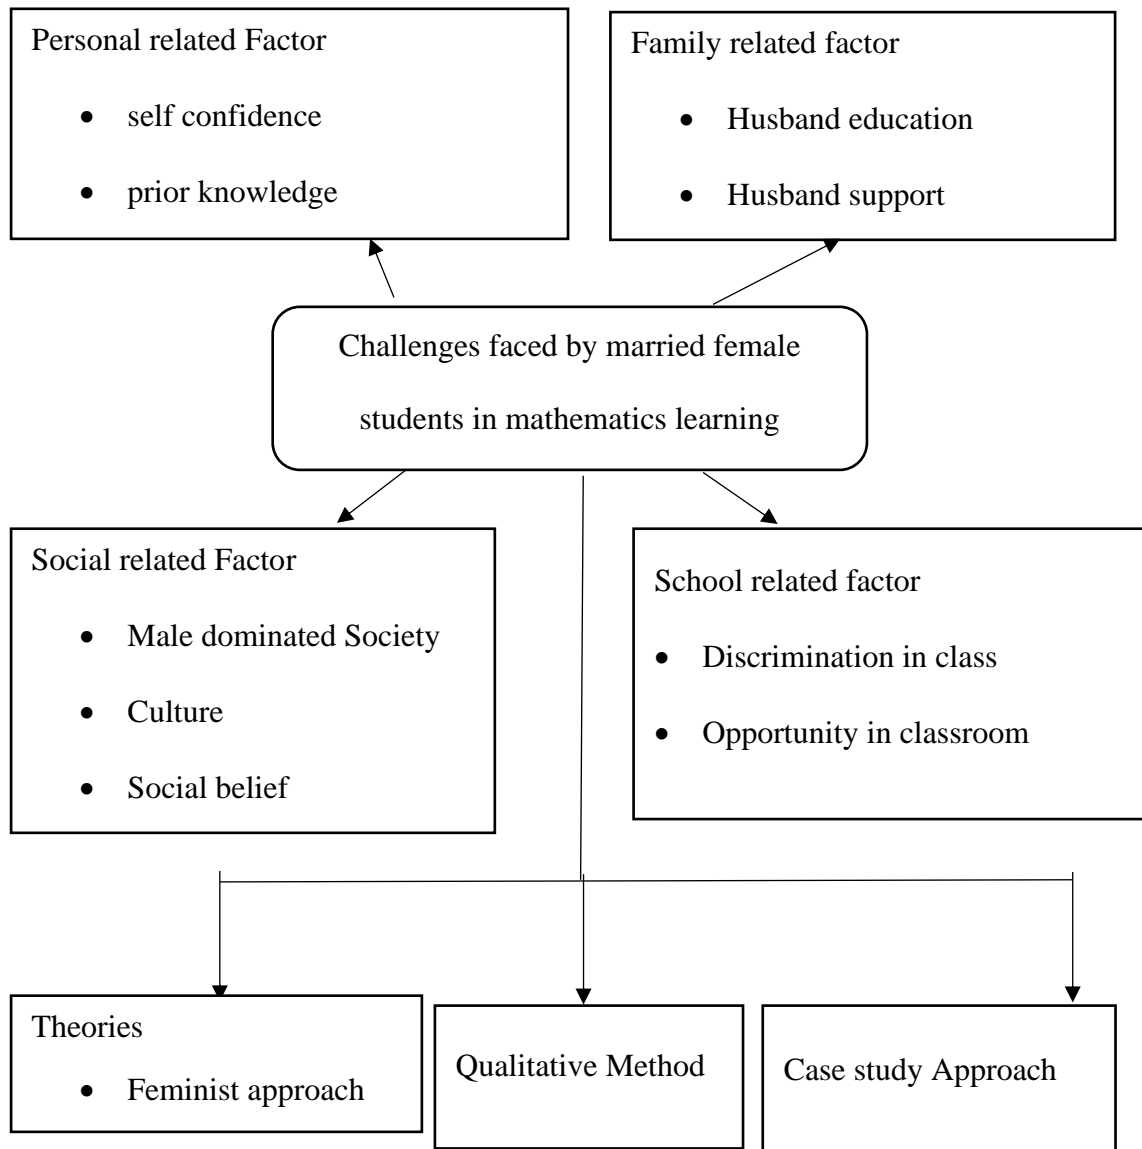 Personal related Factor
• self confidence
• prior knowledge
Family related factor
• Husband education
• Husband support
Challenges faced by married female
students in mathematics learning
Social related Factor
• Male dominated Society
• Culture
• Social belief
School related factor
• Discrimination in class
• Opportunity in classroom
Theories
• Feminist approach
Qualitative Method
Case study Approach